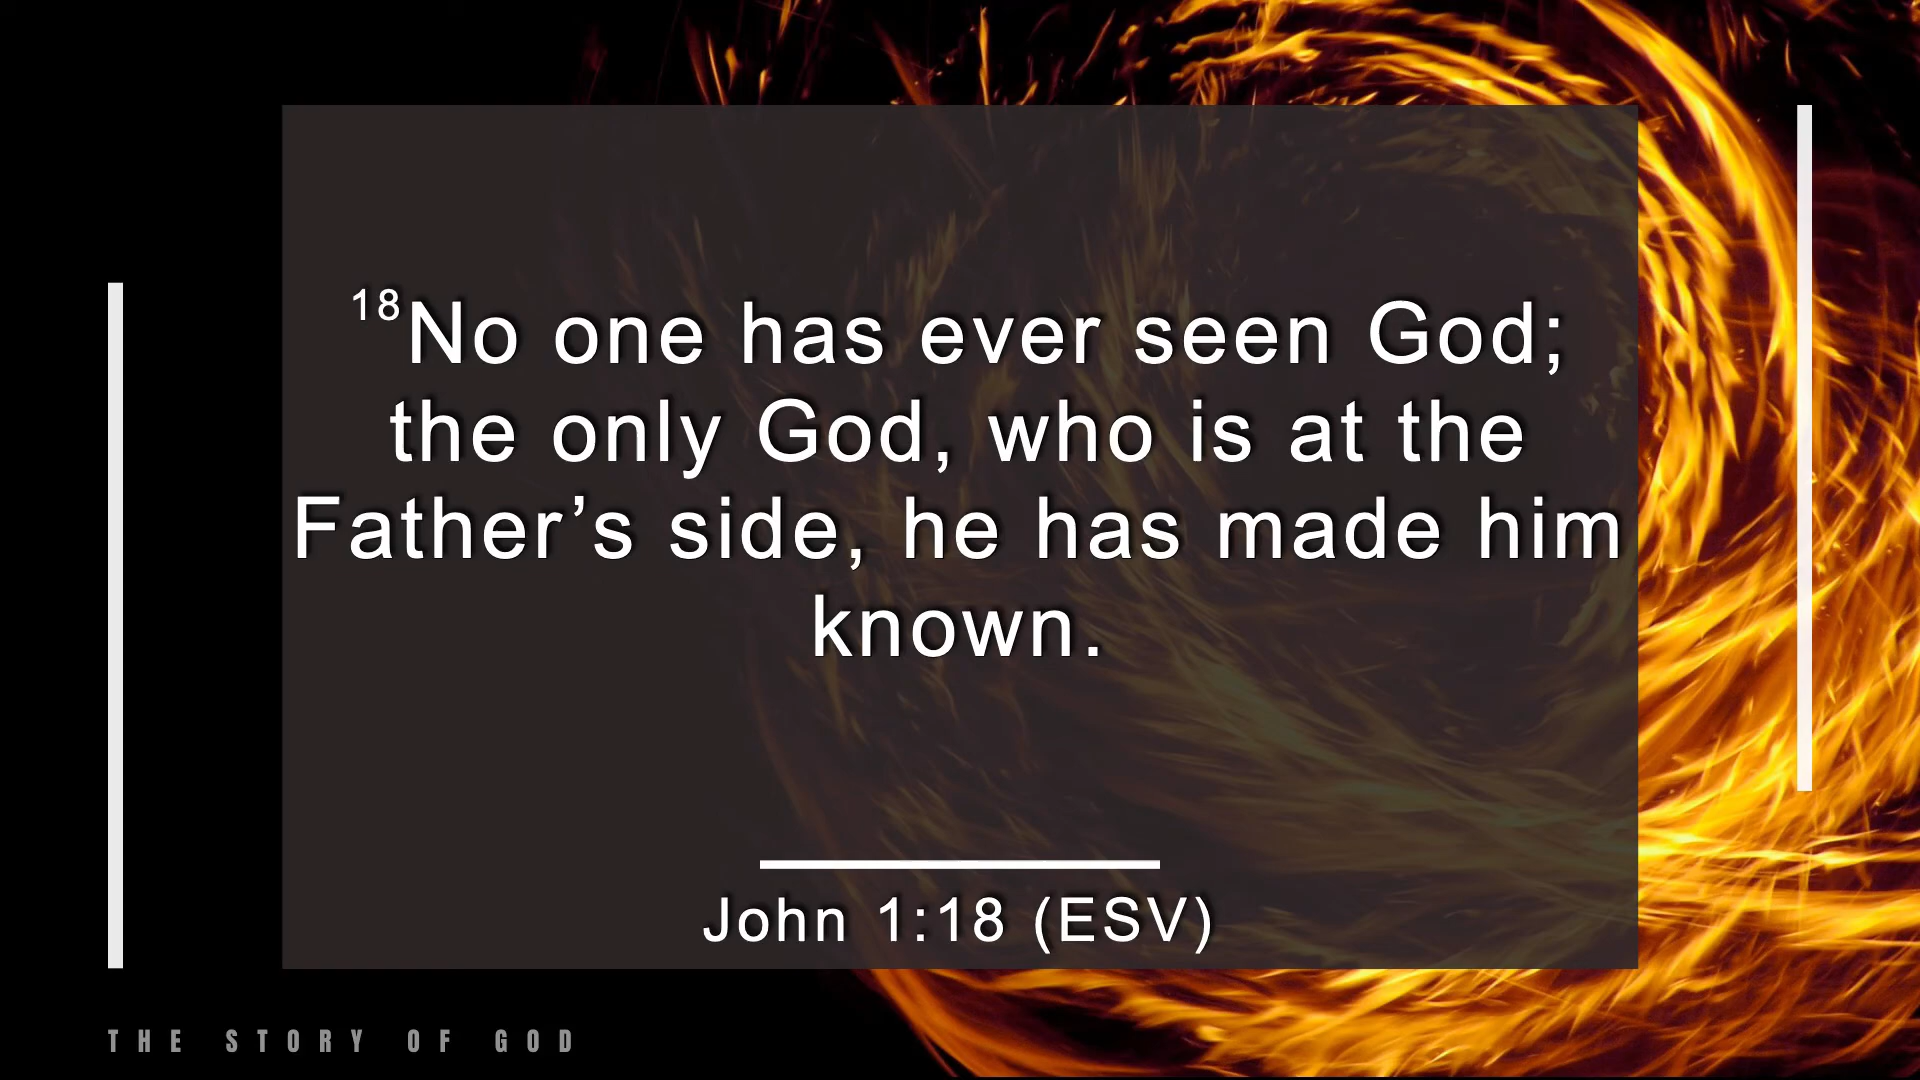 18No one has ever seen God;
the only God, who is at the
Father’s side, he has made him
known.
John 1:18 (ESV)
THE STORY OF GOD